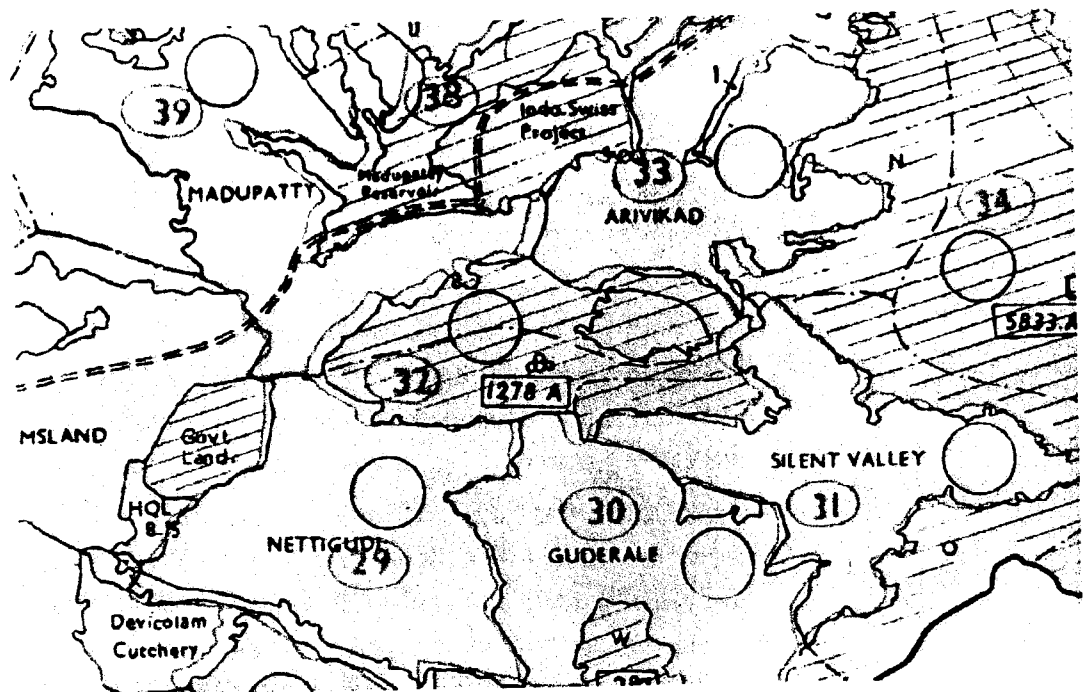 U
38
39
Indo Swiss
Project
Madupatty
Reservoir
33
MADUPATTY
ARIVIKAD
N
34
5833.A
32
1278 A
MSLAND
Govt
Land.
SILENT VALLEY
HQL
30
31
NETTIGUDI
29
GUDERALE
Devicolam
Cutchery
W